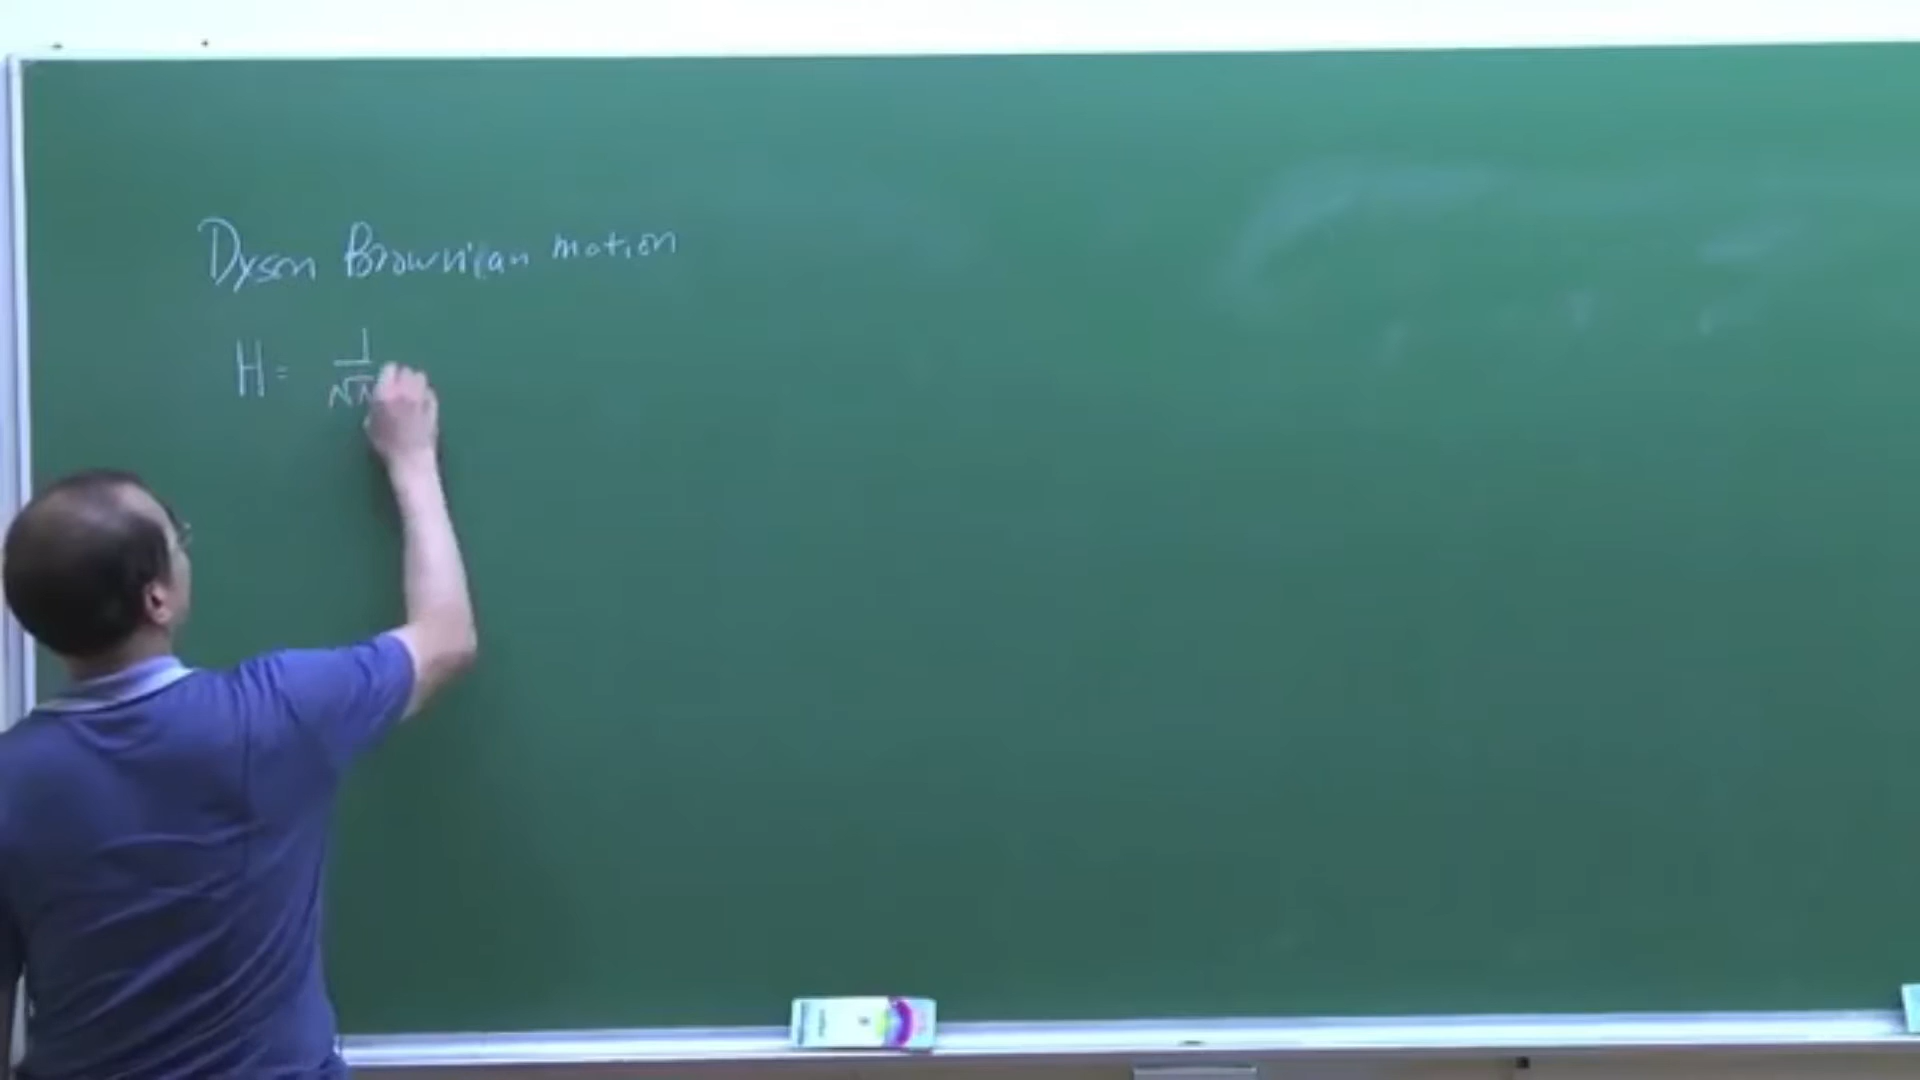 Dyson Brownian motion
H = 1/√N